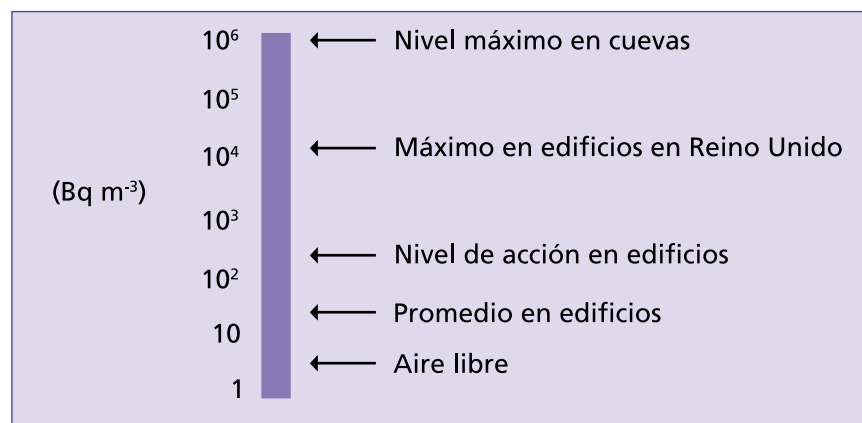 10⁶ Nivel máximo en cuevas
10⁵
10⁴ Máximo en edificios en Reino Unido
(Bq m⁻³)
10³
10² Nivel de acción en edificios
Promedio en edificios
10
Aire libre
1